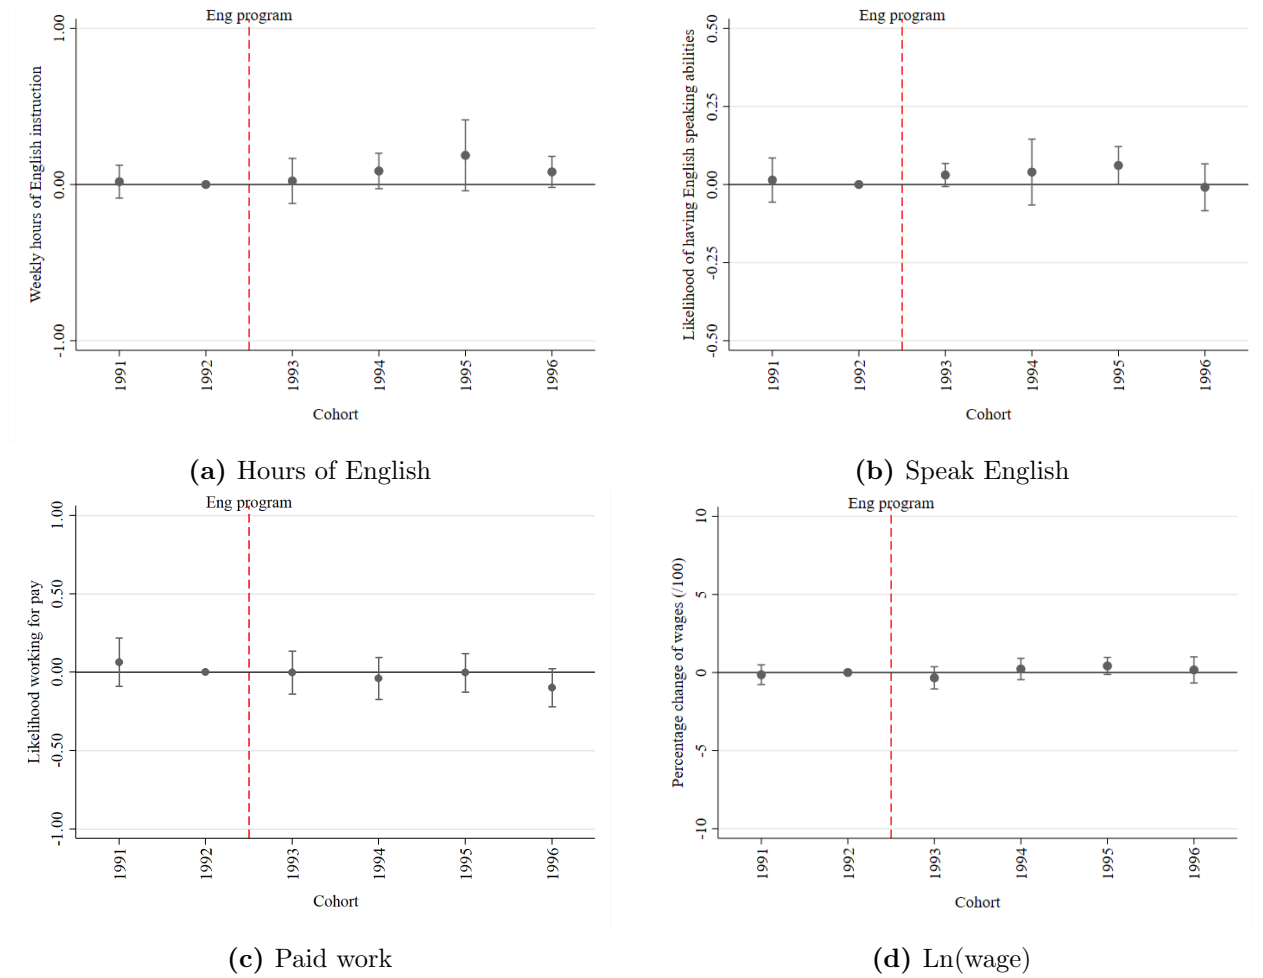 Eng program
Weekly hours of English instruction
1.00
0.00
-1.00
1991 1992 1993 1994 1995 1996
Cohort
(a) Hours of English
Eng program
Likelihood of having English speaking abilities
0.50
0.25
0.00
-0.25
-0.50
1991 1992 1993 1994 1995 1996
Cohort
(b) Speak English
Eng program
Likelihood working for pay
1.00
0.50
0.00
-0.50
-1.00
1991 1992 1993 1994 1995 1996
Cohort
(c) Paid work
Eng program
Percentage change of wages (/100)
10
5
0
-5
-10
1991 1992 1993 1994 1995 1996
Cohort
(d) Ln(wage)